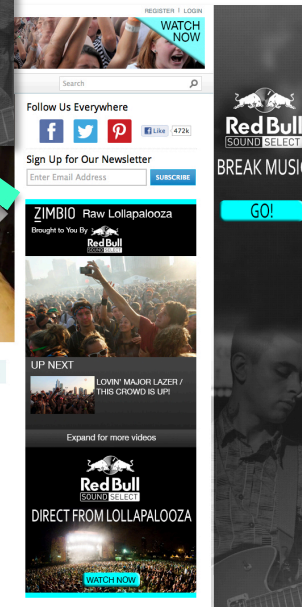 REGISTER | LOGIN
WATCH
NOW
Search
Follow Us Everywhere
Like 472k
Sign Up for Our Newsletter
Enter Email Address SUBSCRIBE
ZIMBIO Raw Lollapalooza
Brought to You By Red Bull
SOUND SELECT
UP NEXT
LOVIN' MAJOR LAZER /
THIS CROWD IS UP!
Expand for more videos
Red Bull
SOUND SELECT
DIRECT FROM LOLLAPALOOZA
WATCH NOW
Red Bull
SOUND SELECT
BREAK MUSIC
GO!